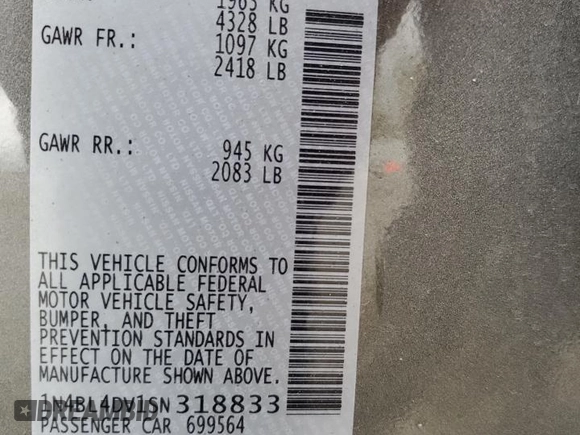 1963 KG
4328 LB
GAWR FR.: 1097 KG
2418 LB
GAWR RR.: 945 KG
2083 LB
THIS VEHICLE CONFORMS TO
ALL APPLICABLE FEDERAL
MOTOR VEHICLE SAFETY,
BUMPER, AND THEFT
PREVENTION STANDARDS IN
EFFECT ON THE DATE OF
MANUFACTURE SHOWN ABOVE.
1N4BL4DV1SN318833
PASSENGER CAR 699564